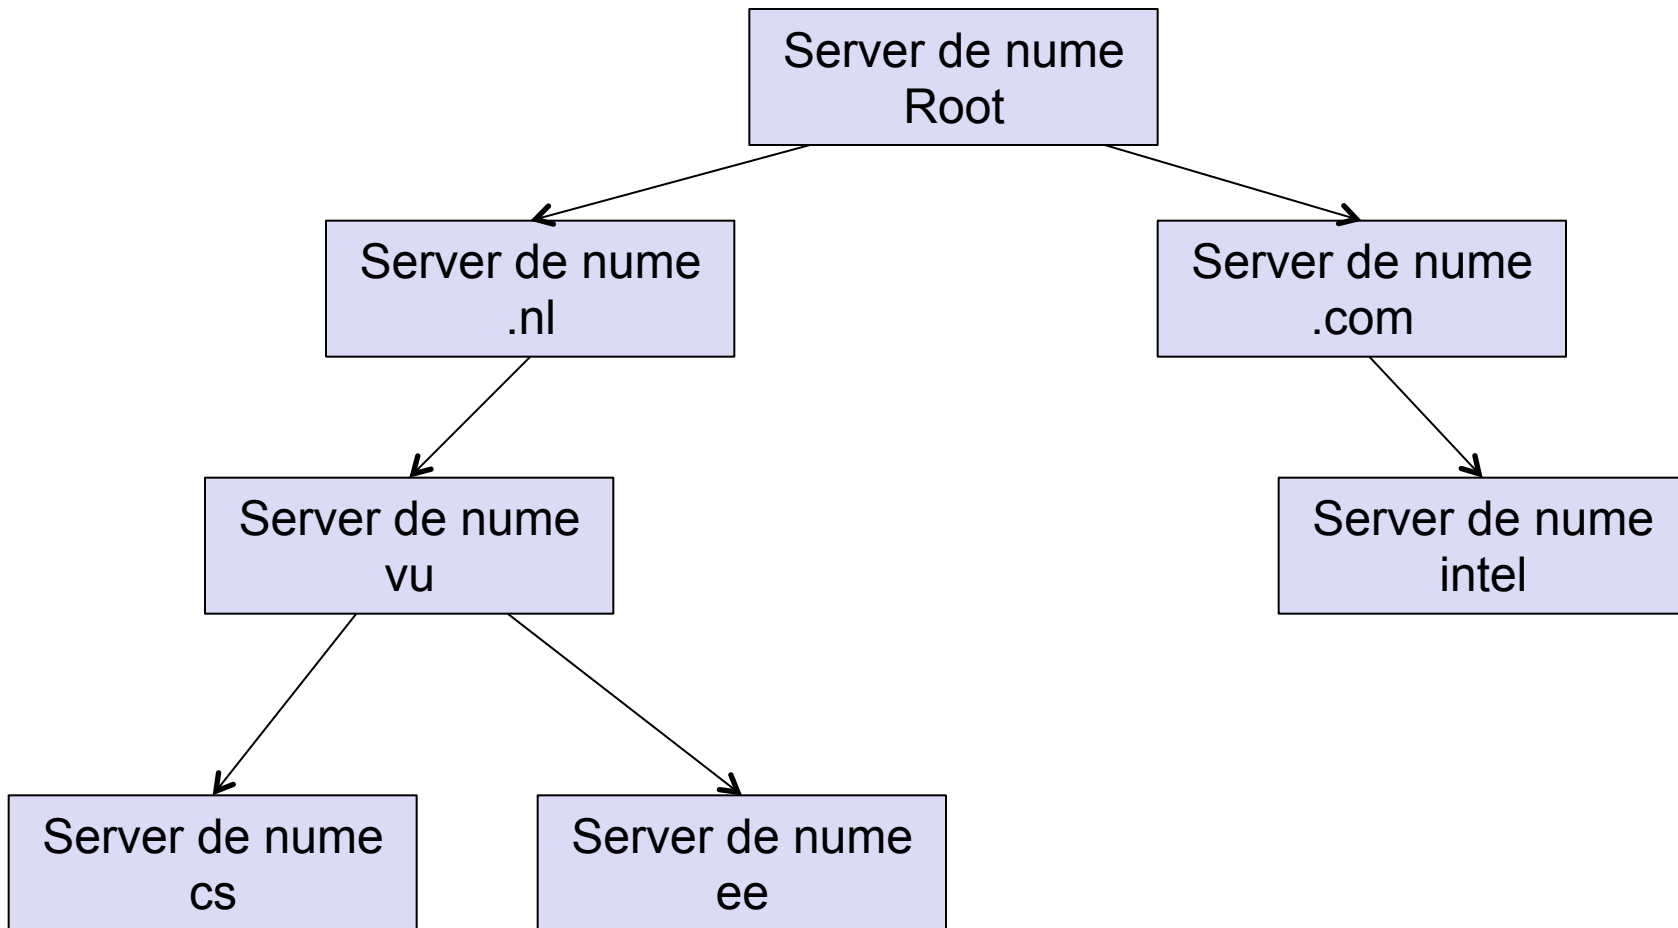 Server de nume
Root
Server de nume
.nl
Server de nume
.com
Server de nume
vu
Server de nume
intel
Server de nume
cs
Server de nume
ee